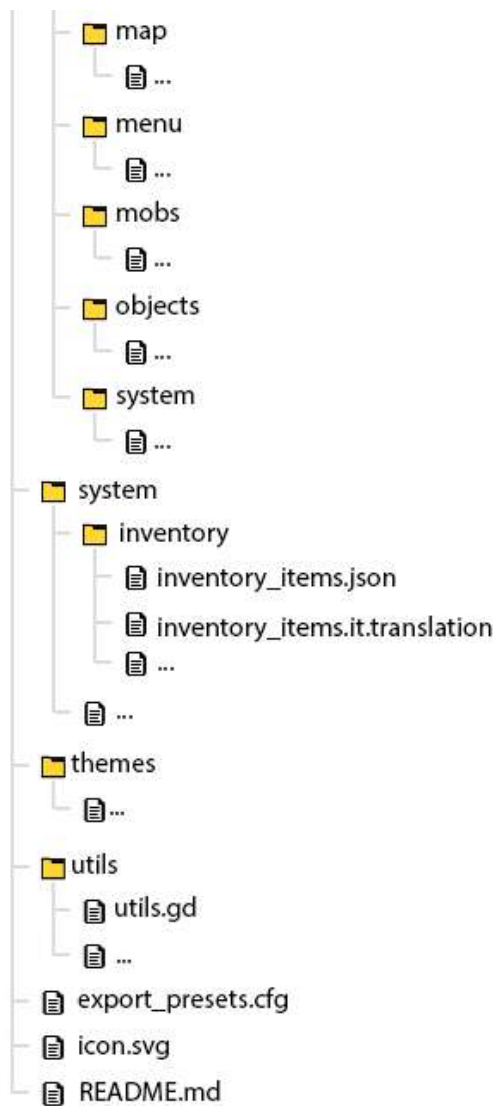 map
...
menu
...
mobs
...
objects
...
system
...
system
inventory
inventory_items.json
inventory_items.it.translation
...
...
themes
...
utils
utils.gd
...
export_presets.cfg
icon.svg
README.md